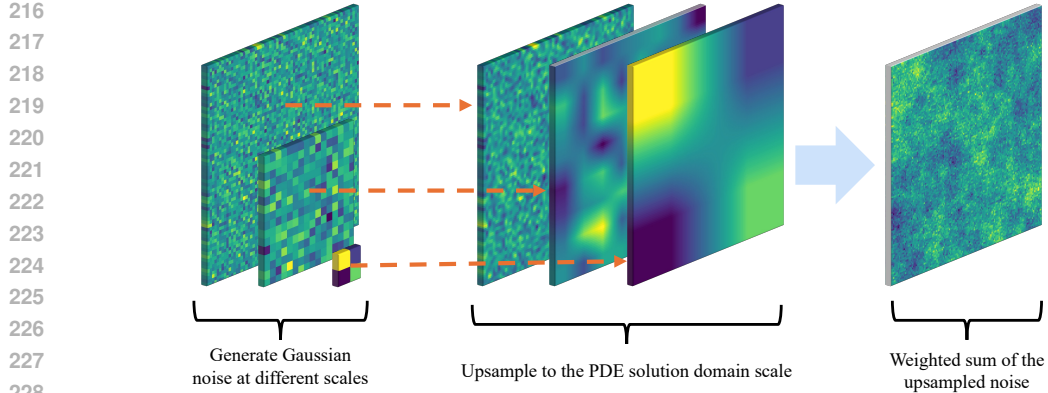 216
217
218
219
220
221
222
223
224
225
226
227
228
Generate Gaussian
noise at different scales
Upsample to the PDE solution domain scale
Weighted sum of the
upsampled noise